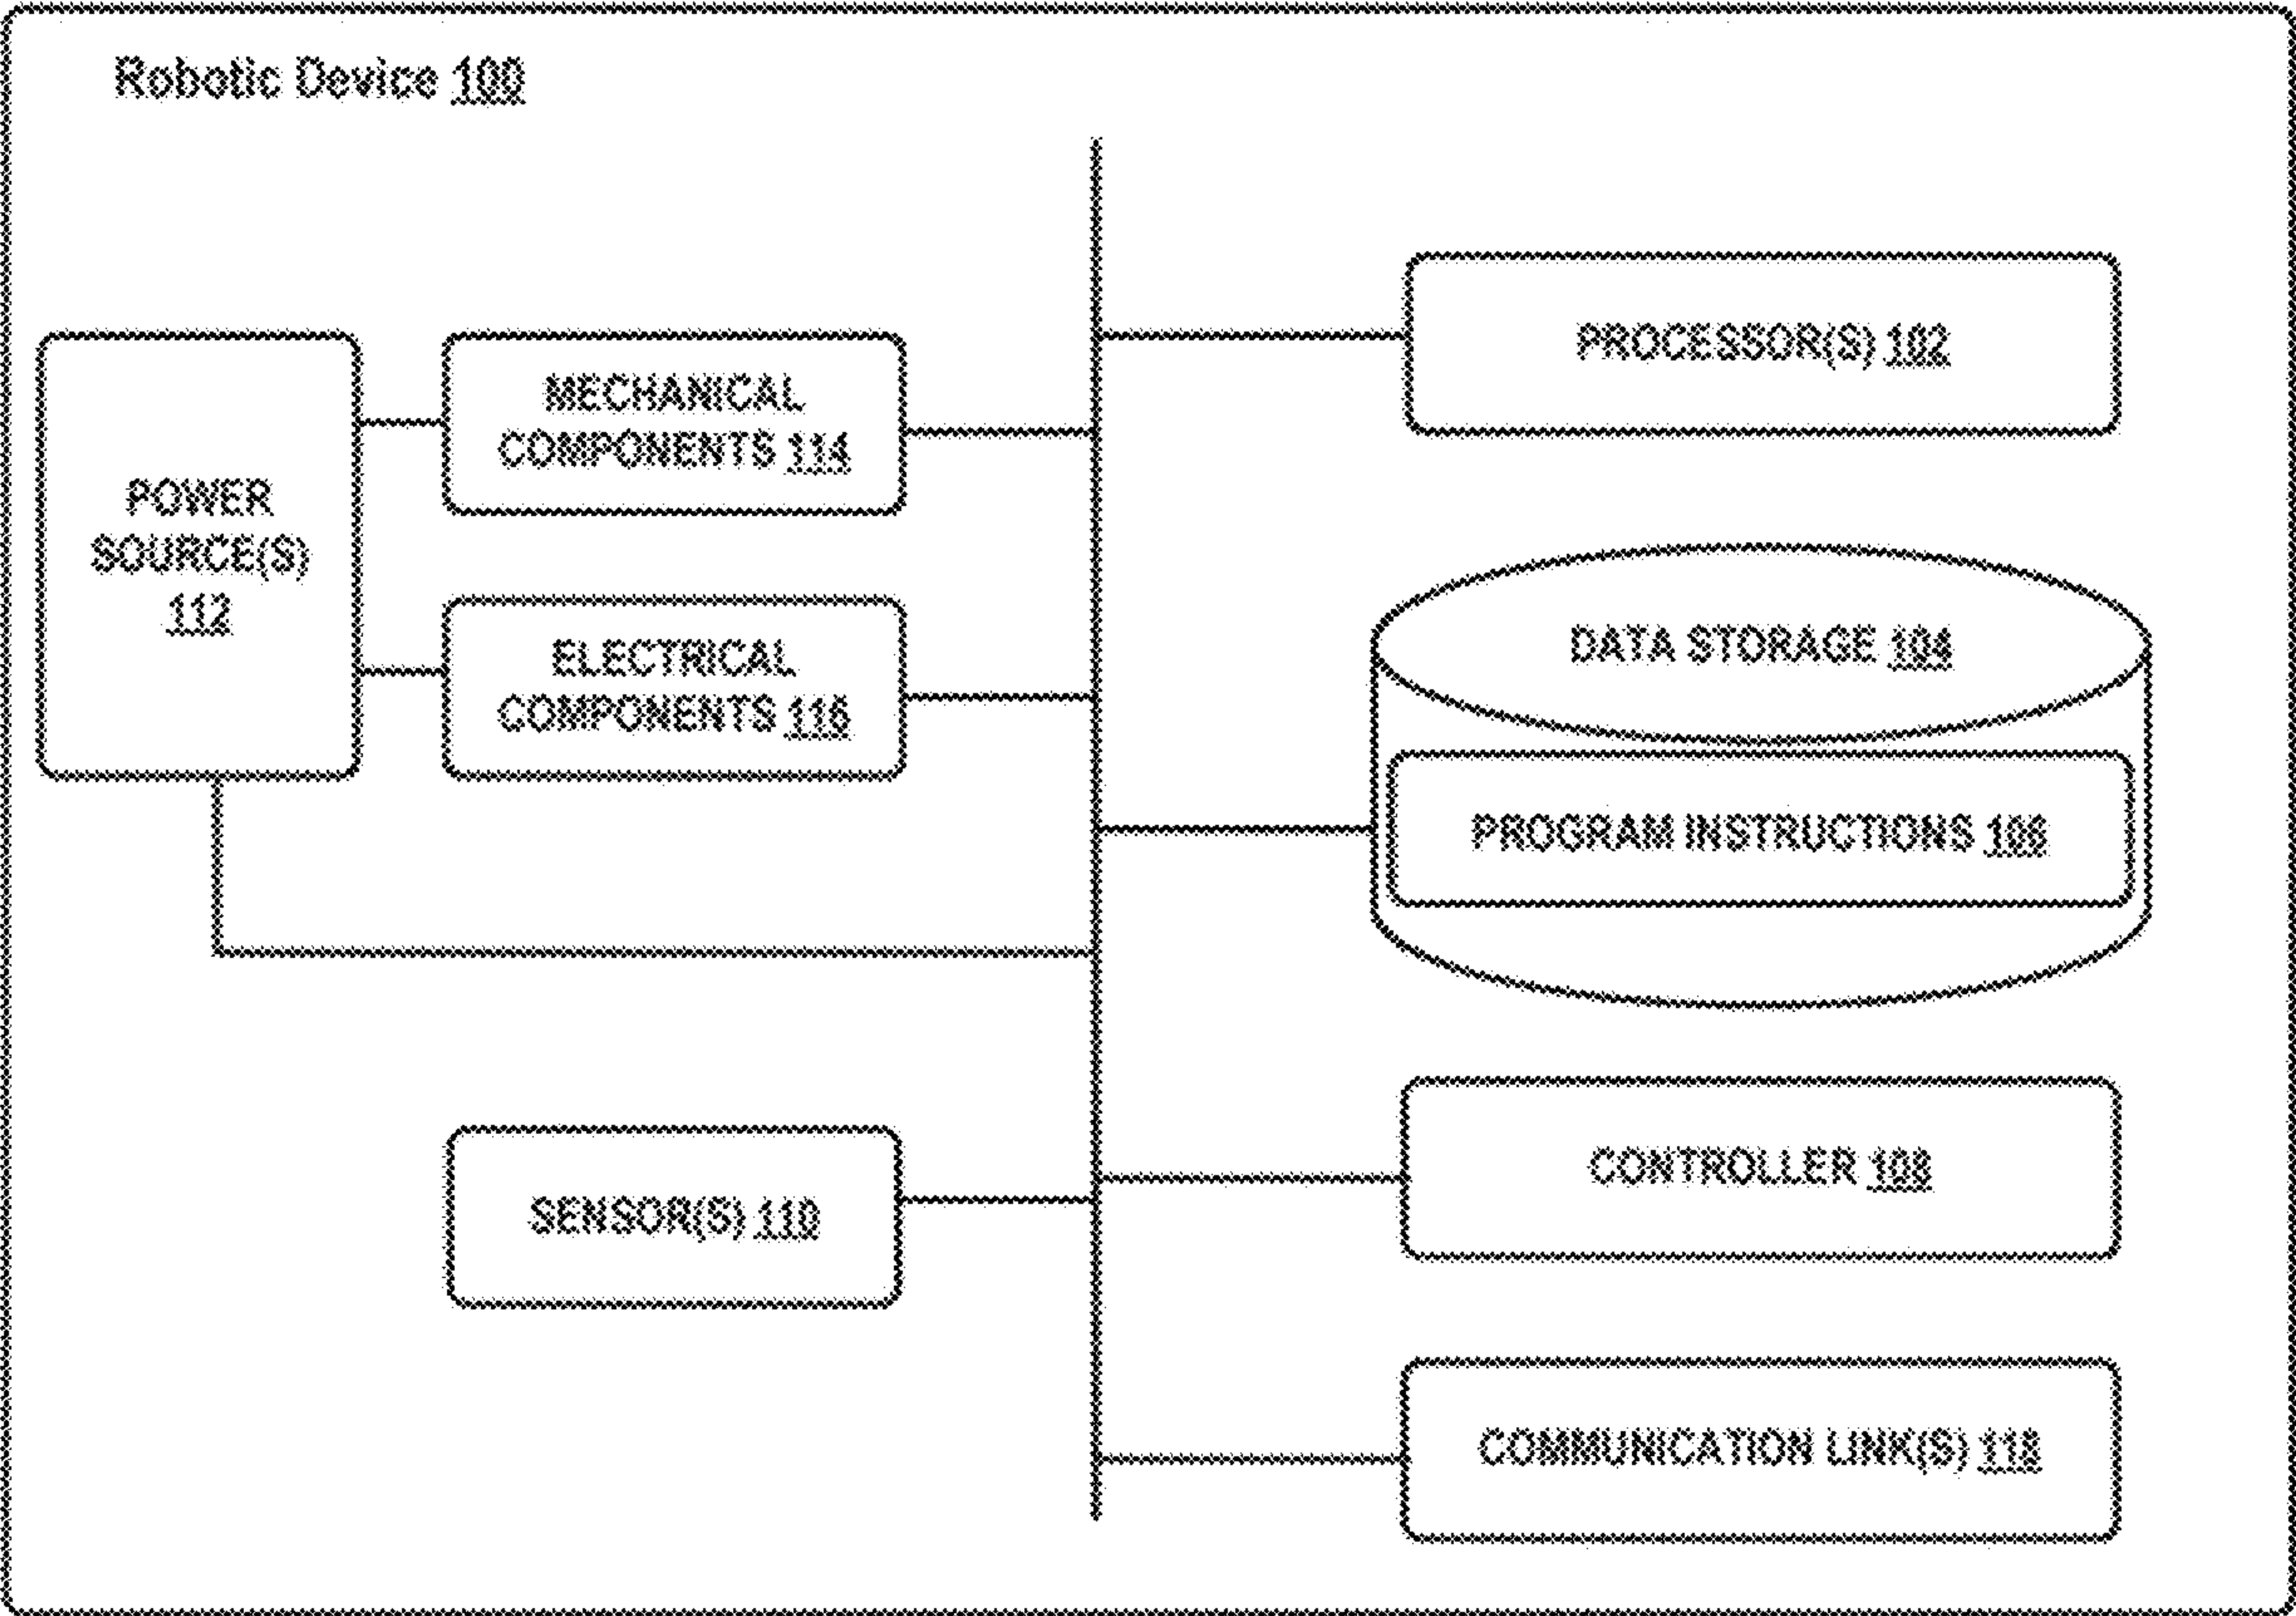 Robotic Device 100
PROCESSOR(S) 102
MECHANICAL
COMPONENTS 114
POWER
SOURCE(S)
112
ELECTRICAL
COMPONENTS 116
DATA STORAGE 104
PROGRAM INSTRUCTIONS 106
CONTROLLER 108
SENSOR(S) 110
COMMUNICATION LINK(S) 118